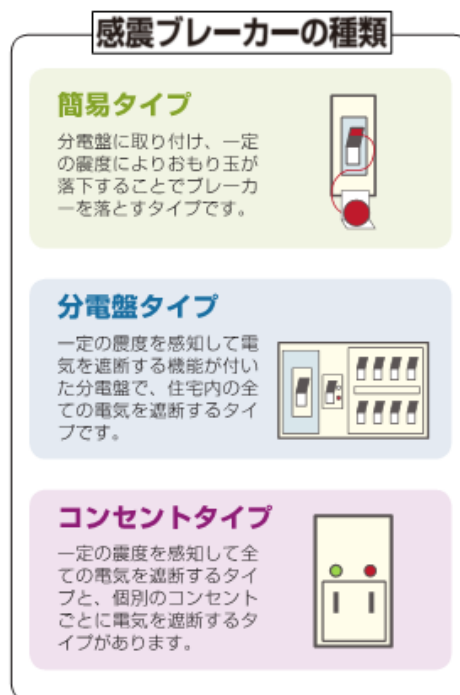 感震ブレーカーの種類
簡易タイプ
分電盤に取り付け、一定
の震度によりおもり玉が
落下することでブレーカ
ーを落とすタイプです。
分電盤タイプ
一定の震度を感知して電
気を遮断する機能が付い
た分電盤で、住宅内の全
ての電気を遮断するタイ
プです。
コンセントタイプ
一定の震度を感知して全
ての電気を遮断するタイ
プと、個別のコンセント
ごとに電気を遮断するタ
イプがあります。